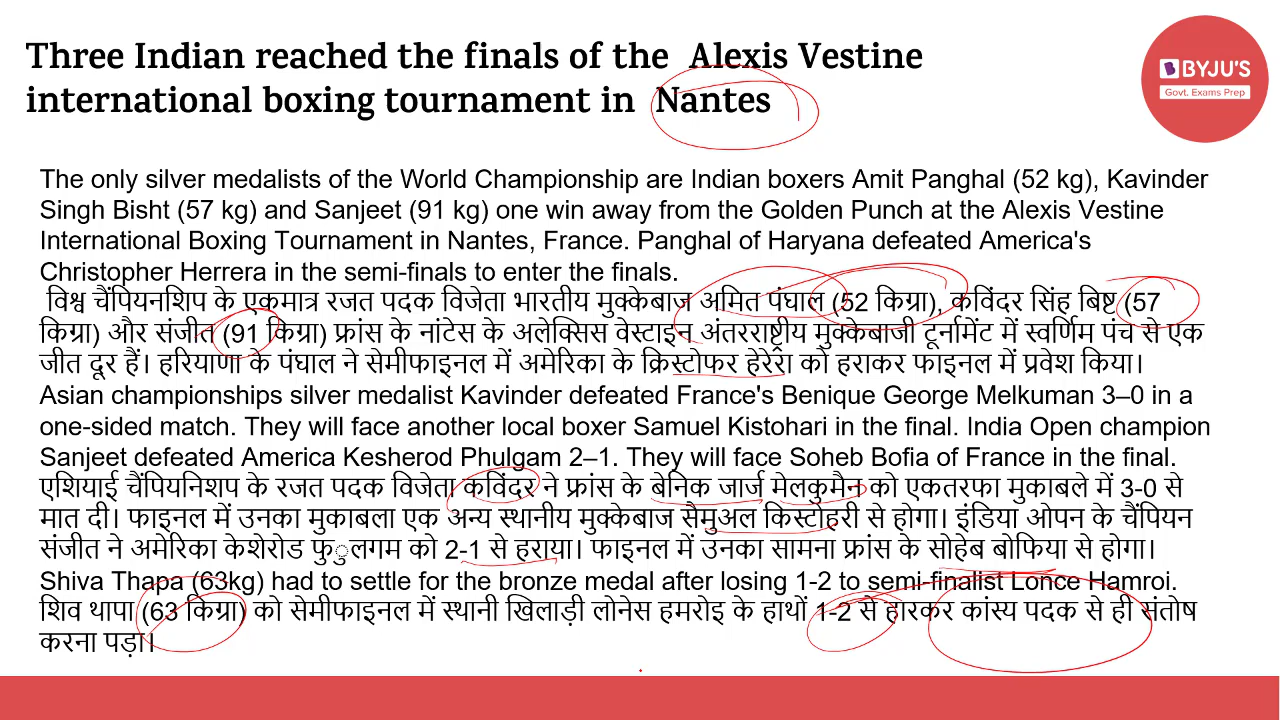 Three Indian reached the finals of the Alexis Vestine
international boxing tournament in Nantes
BYJU'S
Govt. Exams Prep
The only silver medalists of the World Championship are Indian boxers Amit Panghal (52 kg), Kavinder
Singh Bisht (57 kg) and Sanjeet (91 kg) one win away from the Golden Punch at the Alexis Vestine
International Boxing Tournament in Nantes, France. Panghal of Haryana defeated America's
Christopher Herrera in the semi-finals to enter the finals.
विश्व चैंपियनशिप के एकमात्र रजत पदक विजेता भारतीय मुक्केबाज अमित पंघाल (52 किग्रा), कविंदर सिंह बिष्ट (57
किग्रा) और संजीत (91 किग्रा) फ्रांस के नांटेस के अलेक्सिस वेस्टाइन अंतरराष्ट्रीय मुक्केबाजी टूर्नामेंट में स्वर्णिम पंच से एक
जीत दूर हैं। हरियाणा के पंघाल ने सेमीफाइनल में अमेरिका के क्रिस्टोफर हेरेरा को हराकर फाइनल में प्रवेश किया।
Asian championships silver medalist Kavinder defeated France's Benique George Melkuman 3–0 in a
one-sided match. They will face another local boxer Samuel Kistohari in the final. India Open champion
Sanjeet defeated America Kesherod Phulgam 2–1. They will face Soheb Bofia of France in the final.
एशियाई चैंपियनिशप के रजत पदक विजेता कविंदर ने फ्रांस के बेनिक जार्ज मेलकुमैन को एकतरफा मुकाबले में 3-0 से
मात दी। फाइनल में उनका मुकाबला एक अन्य स्थानीय मुक्केबाज सैमुअल किस्टोहरी से होगा। इंडिया ओपन के चैंपियन
संजीत ने अमेरिका केशेरोड फुुलगम को 2-1 से हराया। फाइनल में उनका सामना फ्रांस के सोहेब बोफिया से होगा।
Shiva Thapa (63kg) had to settle for the bronze medal after losing 1-2 to semi-finalist Lonce Hamroi.
शिव थापा (63 किग्रा) को सेमीफाइनल में स्थानी खिलाड़ी लोनेस हमरोइ के हाथों 1-2 से हारकर कांस्य पदक से ही संतोष
करना पड़ा।